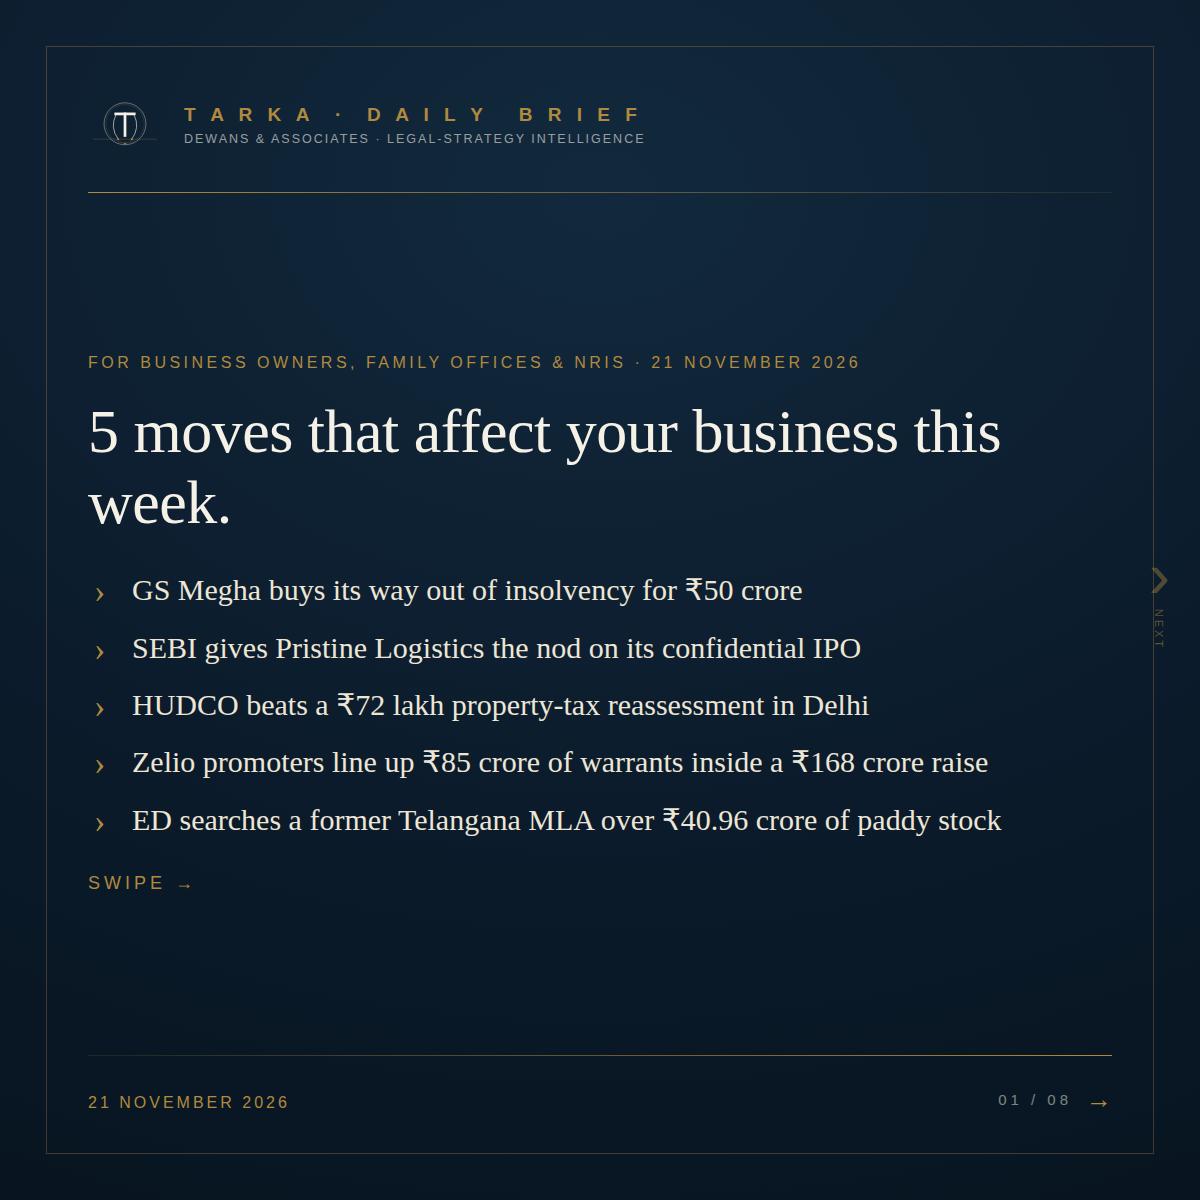 T
TARKA · DAILY BRIEF
DEWANS & ASSOCIATES · LEGAL-STRATEGY INTELLIGENCE
FOR BUSINESS OWNERS, FAMILY OFFICES & NRIS · 21 NOVEMBER 2026
5 moves that affect your business this
week.
› GS Megha buys its way out of insolvency for ₹50 crore
› SEBI gives Pristine Logistics the nod on its confidential IPO
› HUDCO beats a ₹72 lakh property-tax reassessment in Delhi
› Zelio promoters line up ₹85 crore of warrants inside a ₹168 crore raise
› ED searches a former Telangana MLA over ₹40.96 crore of paddy stock
› NEXT
SWIPE →
21 NOVEMBER 2026
01 / 08 →